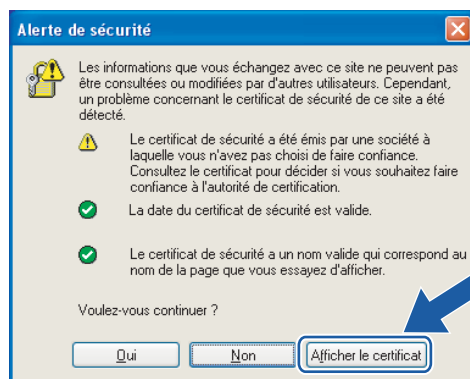 Alerte de sécurité
Les informations que vous échangez avec ce site ne peuvent pas
être consultées ou modifiées par d'autres utilisateurs. Cependant,
un problème concernant le certificat de sécurité de ce site a été
détecté.
Le certificat de sécurité a été émis par une société à
laquelle vous n'avez pas choisi de faire confiance.
Consultez le certificat pour décider si vous souhaitez faire
confiance à l'autorité de certification.
La date du certificat de sécurité est valide.
Le certificat de sécurité a un nom valide qui correspond au
nom de la page que vous essayez d'afficher.
Voulez-vous continuer ?
Oui
Non
Afficher le certificat